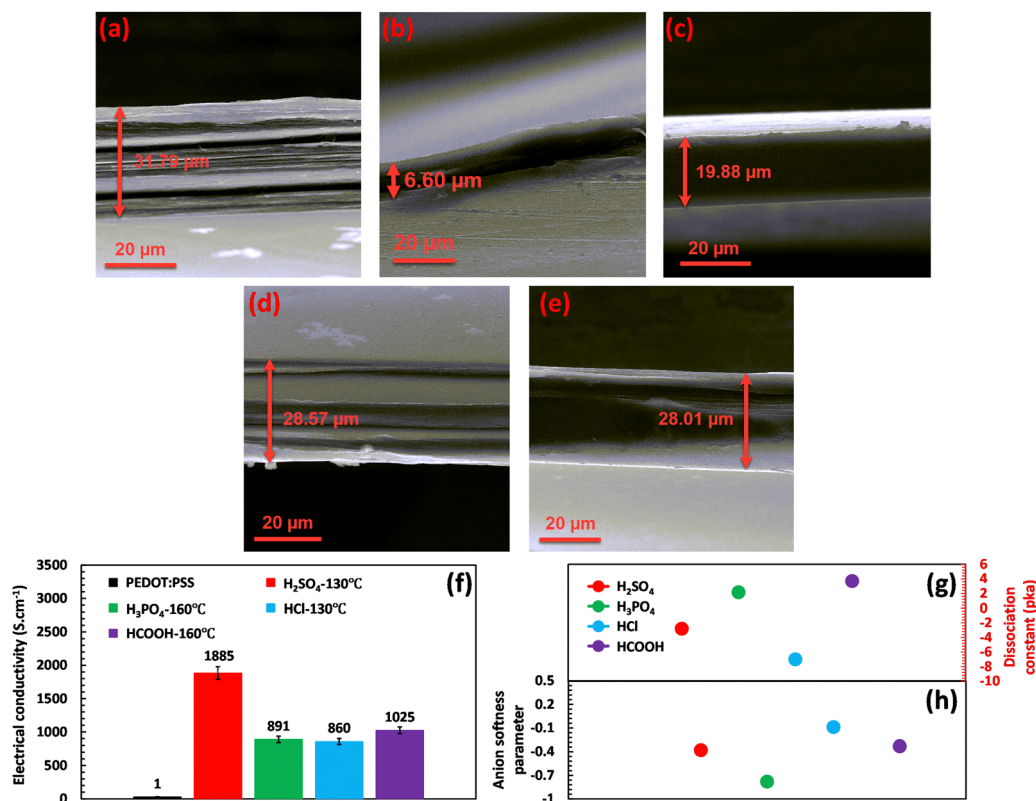 (a)
31.79 µm
20 µm
(b)
6.60 µm
20 µm
(c)
19.88 µm
20 µm
(d)
28.57 µm
20 µm
(e)
28.01 µm
20 µm
(f)
Electrical conductivity (S.cm⁻¹)
3500
3000
2500
2000
1500
1000
500
0
PEDOT:PSS
H₂SO₄-130℃
H₃PO₄-160℃
HCl-130℃
HCOOH-160℃
1
1885
891
860
1025
(g)
H₂SO₄
H₃PO₄
HCl
HCOOH
6
4
2
0
-2
-4
-6
-8
-10
Dissociation
constant (pka)
(h)
Anion softness
parameter
0.5
-0.1
-0.4
-0.7
-1